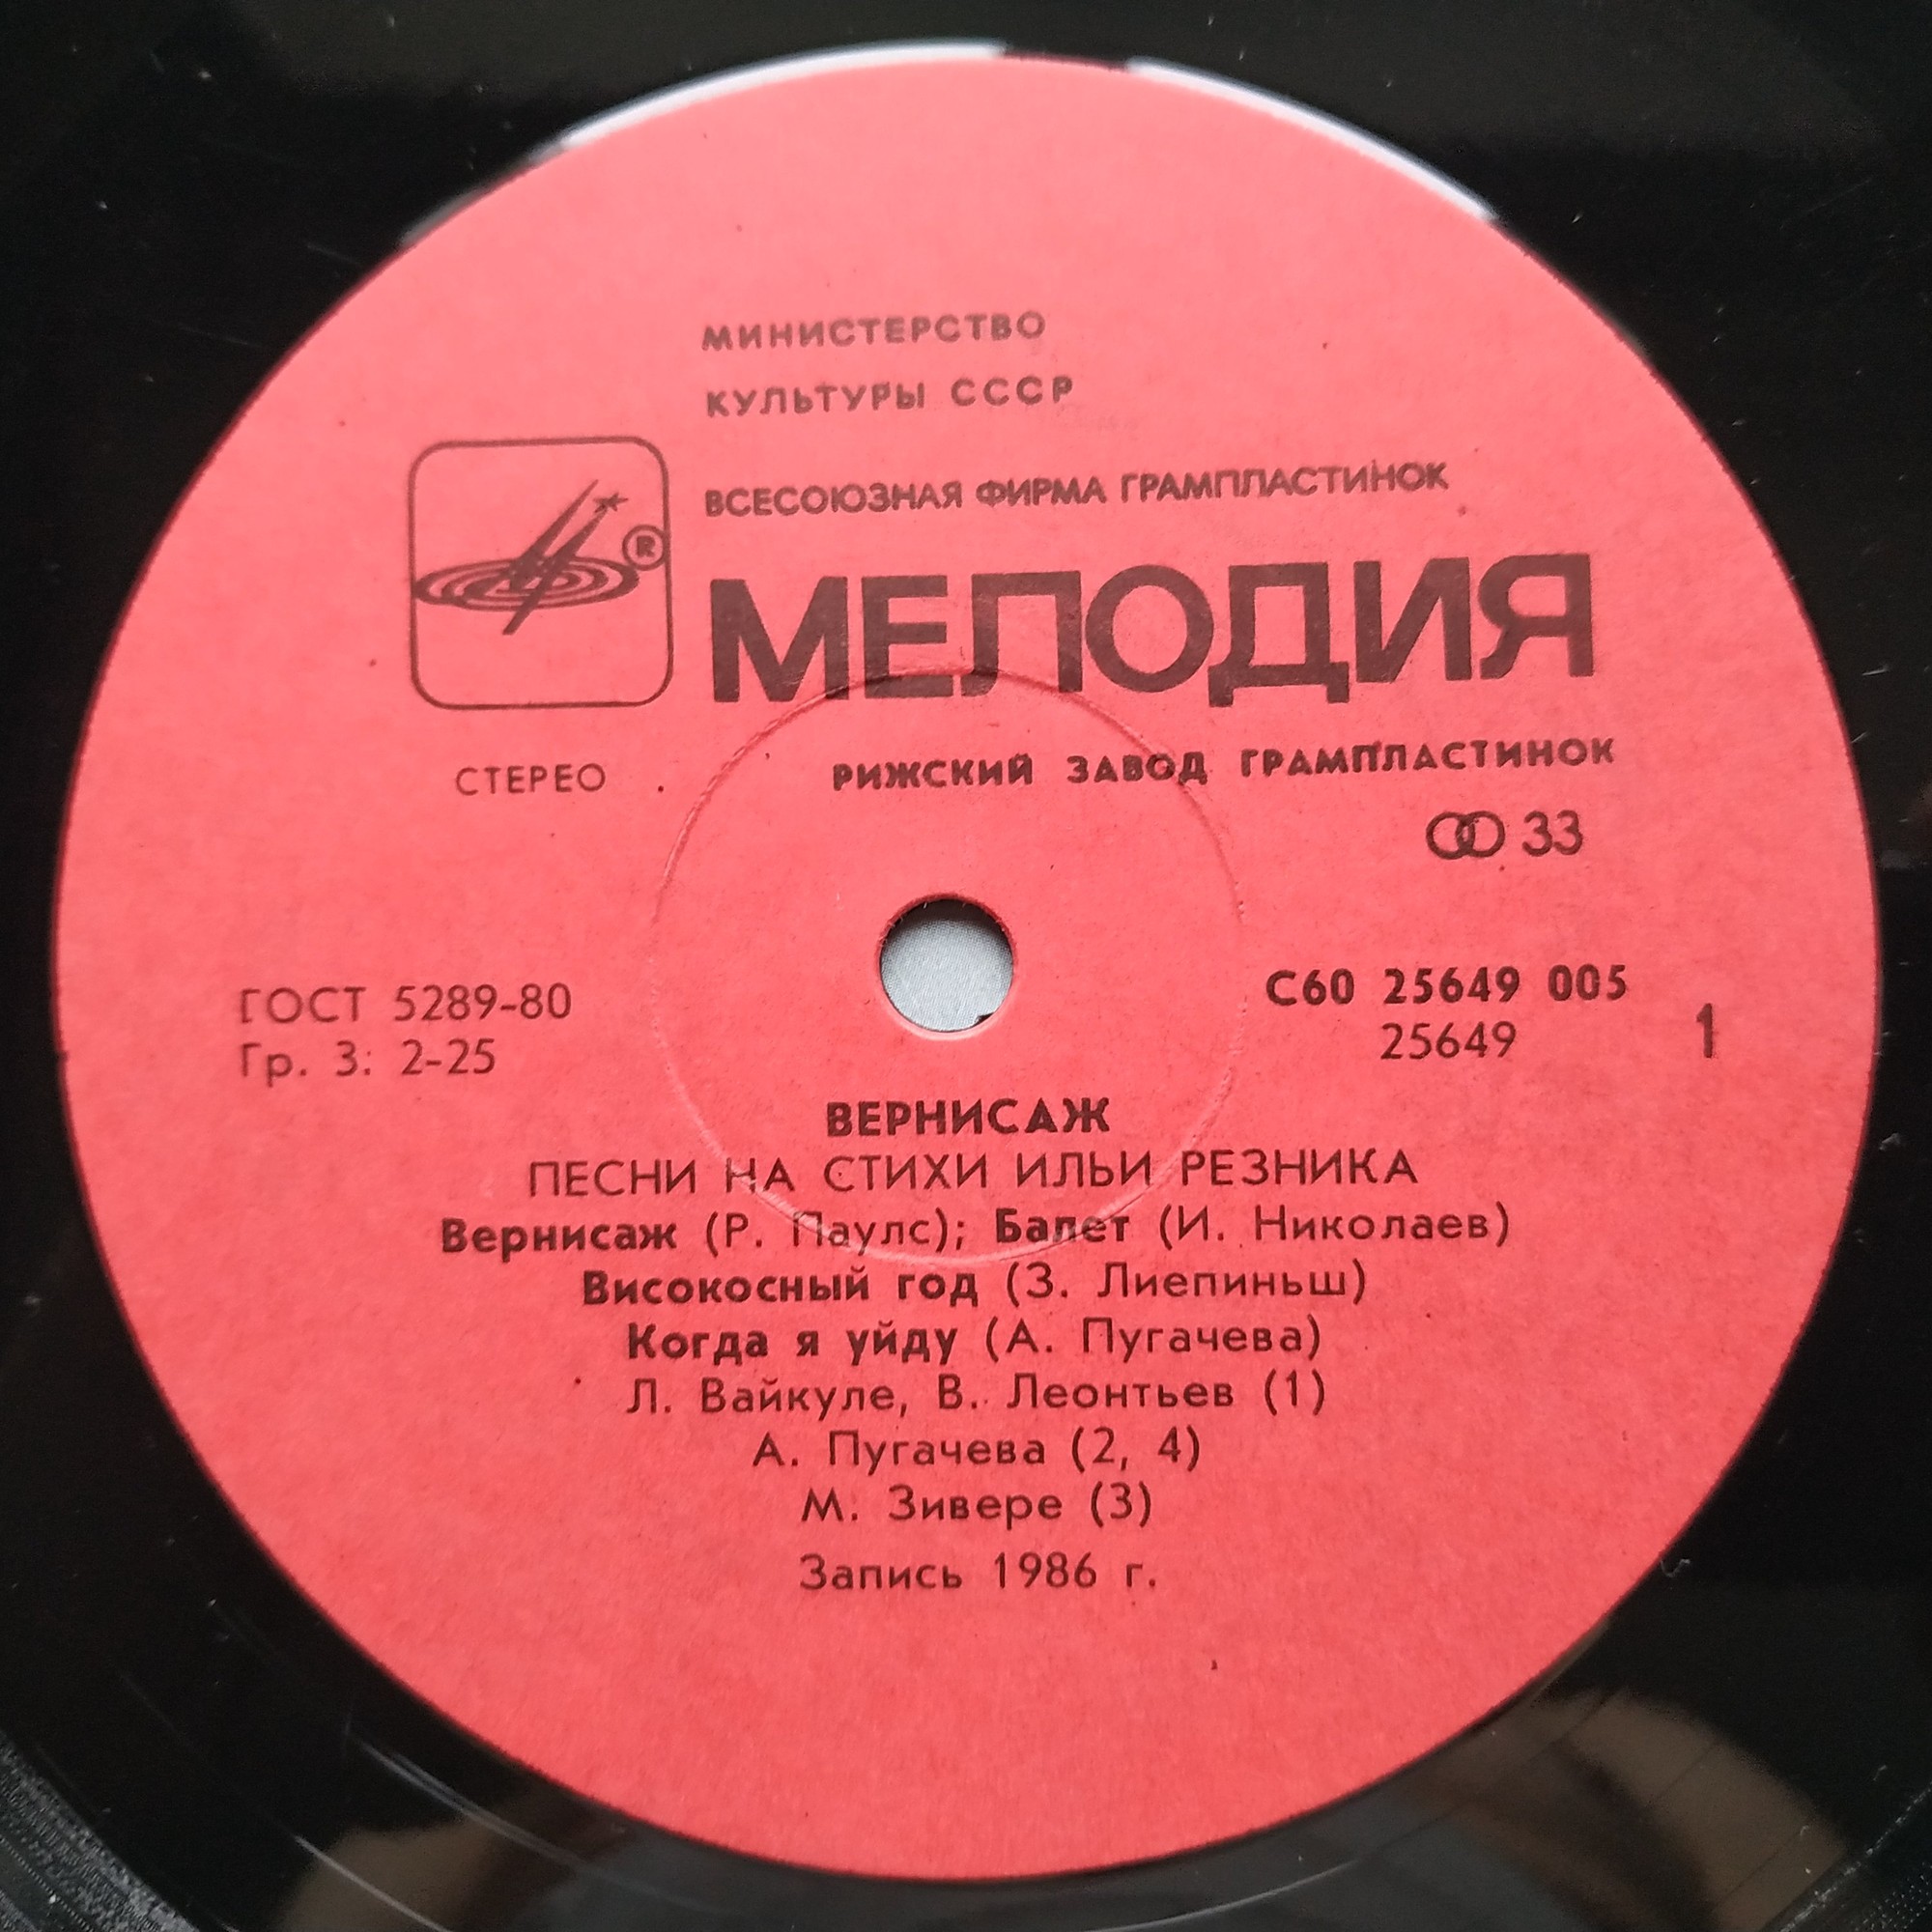 МИНИСТЕРСТВО
КУЛЬТУРЫ СССР
ВСЕСОЮЗНАЯ ФИРМА ГРАМПЛАСТИНОК
®
МЕЛОДИЯ
СТЕРЕО
РИЖСКИЙ ЗАВОД ГРАМПЛАСТИНОК
33
ГОСТ 5289-80
Гр. 3: 2-25
С60 25649 005
25649
1
ВЕРНИСАЖ
ПЕСНИ НА СТИХИ ИЛЬИ РЕЗНИКА
Вернисаж (Р. Паулс); Балет (И. Николаев)
Високосный год (З. Лиепиньш)
Когда я уйду (А. Пугачева)
Л. Вайкуле, В. Леонтьев (1)
А. Пугачева (2, 4)
М. Зивере (3)
Запись 1986 г.